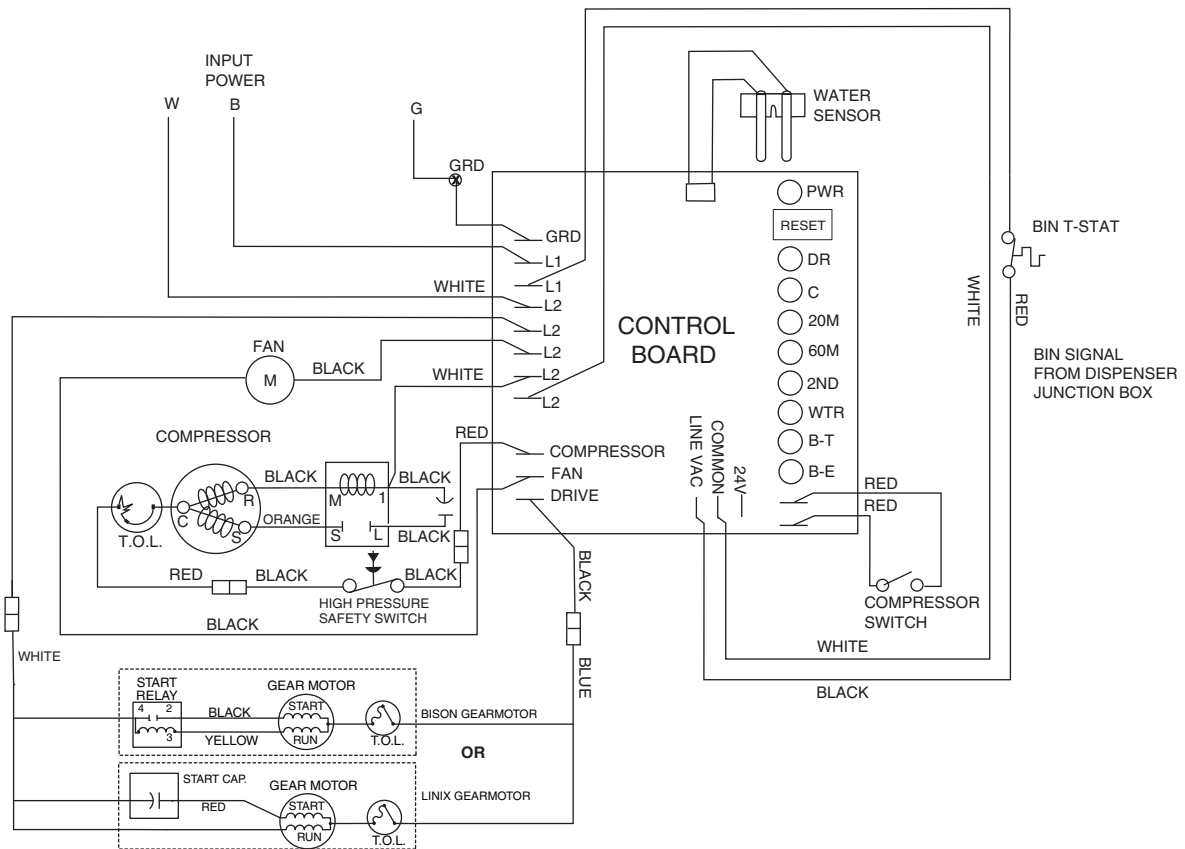 INPUT
POWER
W
B
G
GRD
WATER
SENSOR
PWR
RESET
DR
C
20M
60M
2ND
WTR
B-T
B-E
GRD
L1
L1
L2
L2
L2
L2
L2
WHITE
WHITE
CONTROL
BOARD
COMPRESSOR
FAN
DRIVE
LINE VAC
COMMON
24V
BIN T-STAT
WHITE
RED
BIN SIGNAL
FROM DISPENSER
JUNCTION BOX
FAN
M
BLACK
COMPRESSOR
RED
BLACK
BLACK
R
C
S
ORANGE
M
1
S
L
BLACK
T.O.L.
RED
BLACK
BLACK
HIGH PRESSURE
SAFETY SWITCH
BLACK
RED
RED
COMPRESSOR
SWITCH
WHITE
BLACK
BLACK
BLUE
WHITE
START
RELAY
4
2
3
BLACK
YELLOW
GEAR MOTOR
START
RUN
T.O.L.
BISON GEARMOTOR
OR
START CAP.
RED
GEAR MOTOR
START
RUN
T.O.L.
LINIX GEARMOTOR